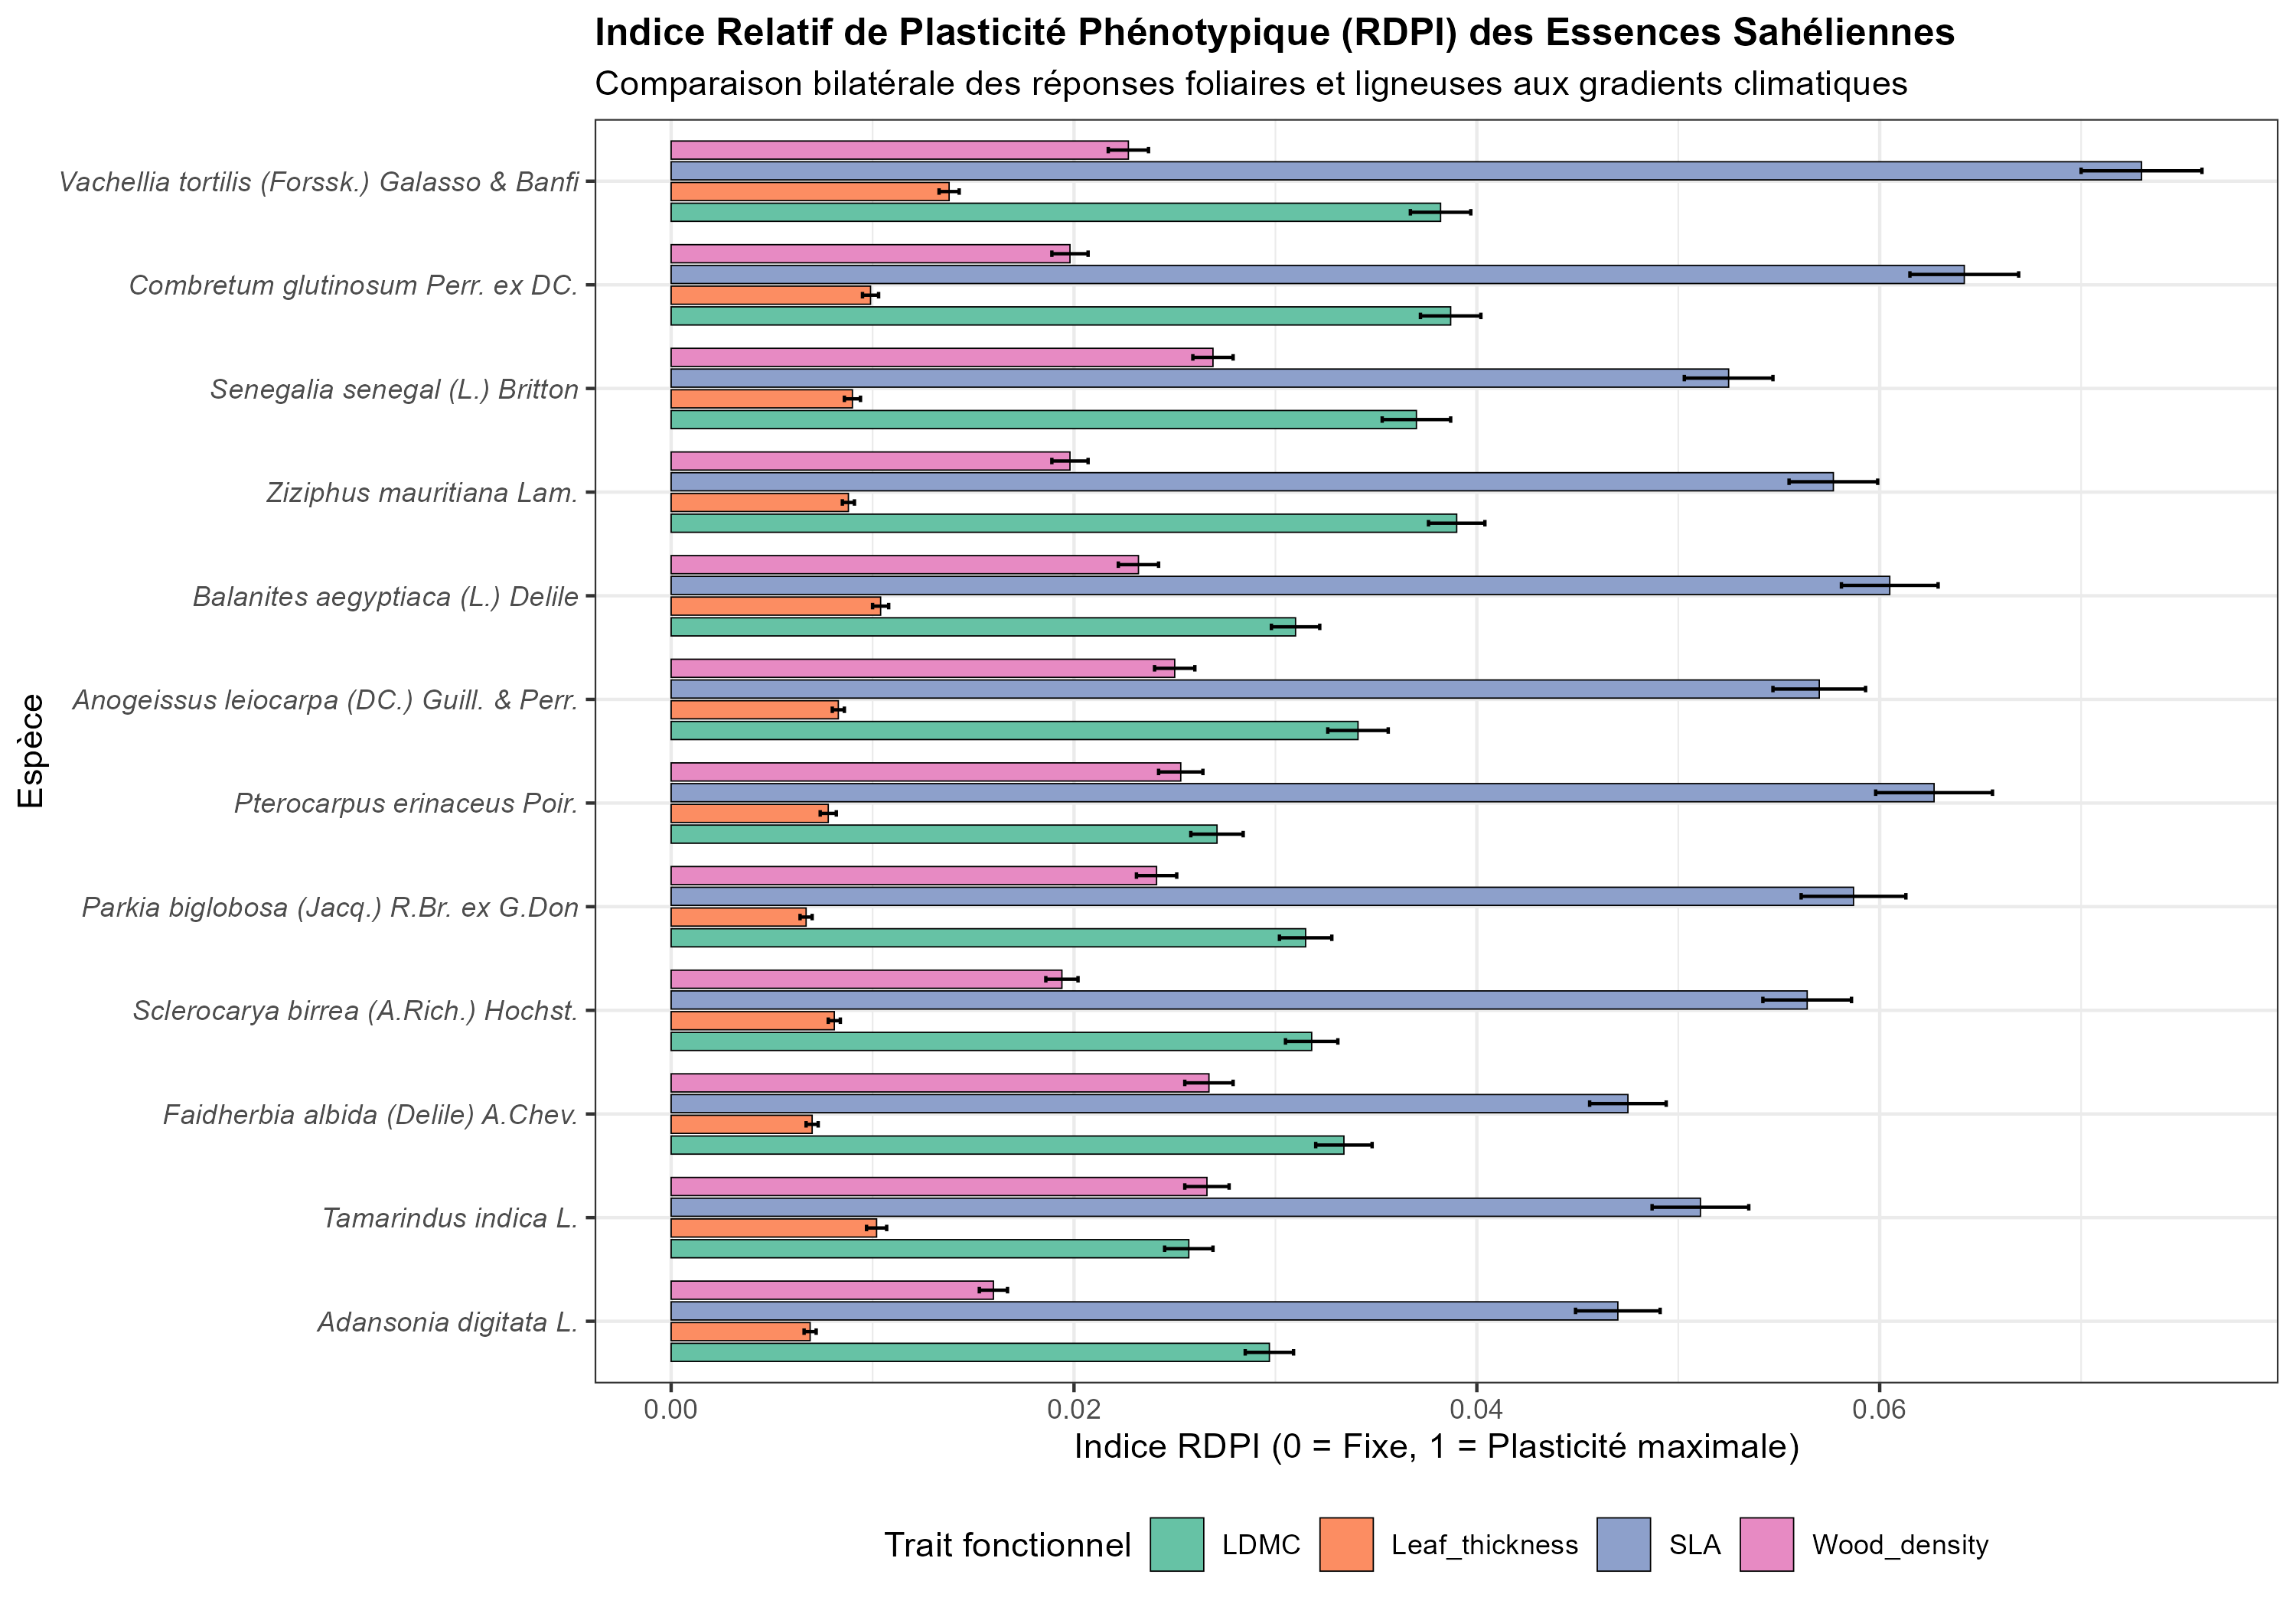 Indice Relatif de Plasticité Phénotypique (RDPI) des Essences Sahéliennes
Comparaison bilatérale des réponses foliaires et ligneuses aux gradients climatiques
Espèce
Vachellia tortilis (Forssk.) Galasso & Banfi
Combretum glutinosum Perr. ex DC.
Senegalia senegal (L.) Britton
Ziziphus mauritiana Lam.
Balanites aegyptiaca (L.) Delile
Anogeissus leiocarpa (DC.) Guill. & Perr.
Pterocarpus erinaceus Poir.
Parkia biglobosa (Jacq.) R.Br. ex G.Don
Sclerocarya birrea (A.Rich.) Hochst.
Faidherbia albida (Delile) A.Chev.
Tamarindus indica L.
Adansonia digitata L.
0.00 0.02 0.04 0.06
Indice RDPI (0 = Fixe, 1 = Plasticité maximale)
Trait fonctionnel LDMC Leaf_thickness SLA Wood_density